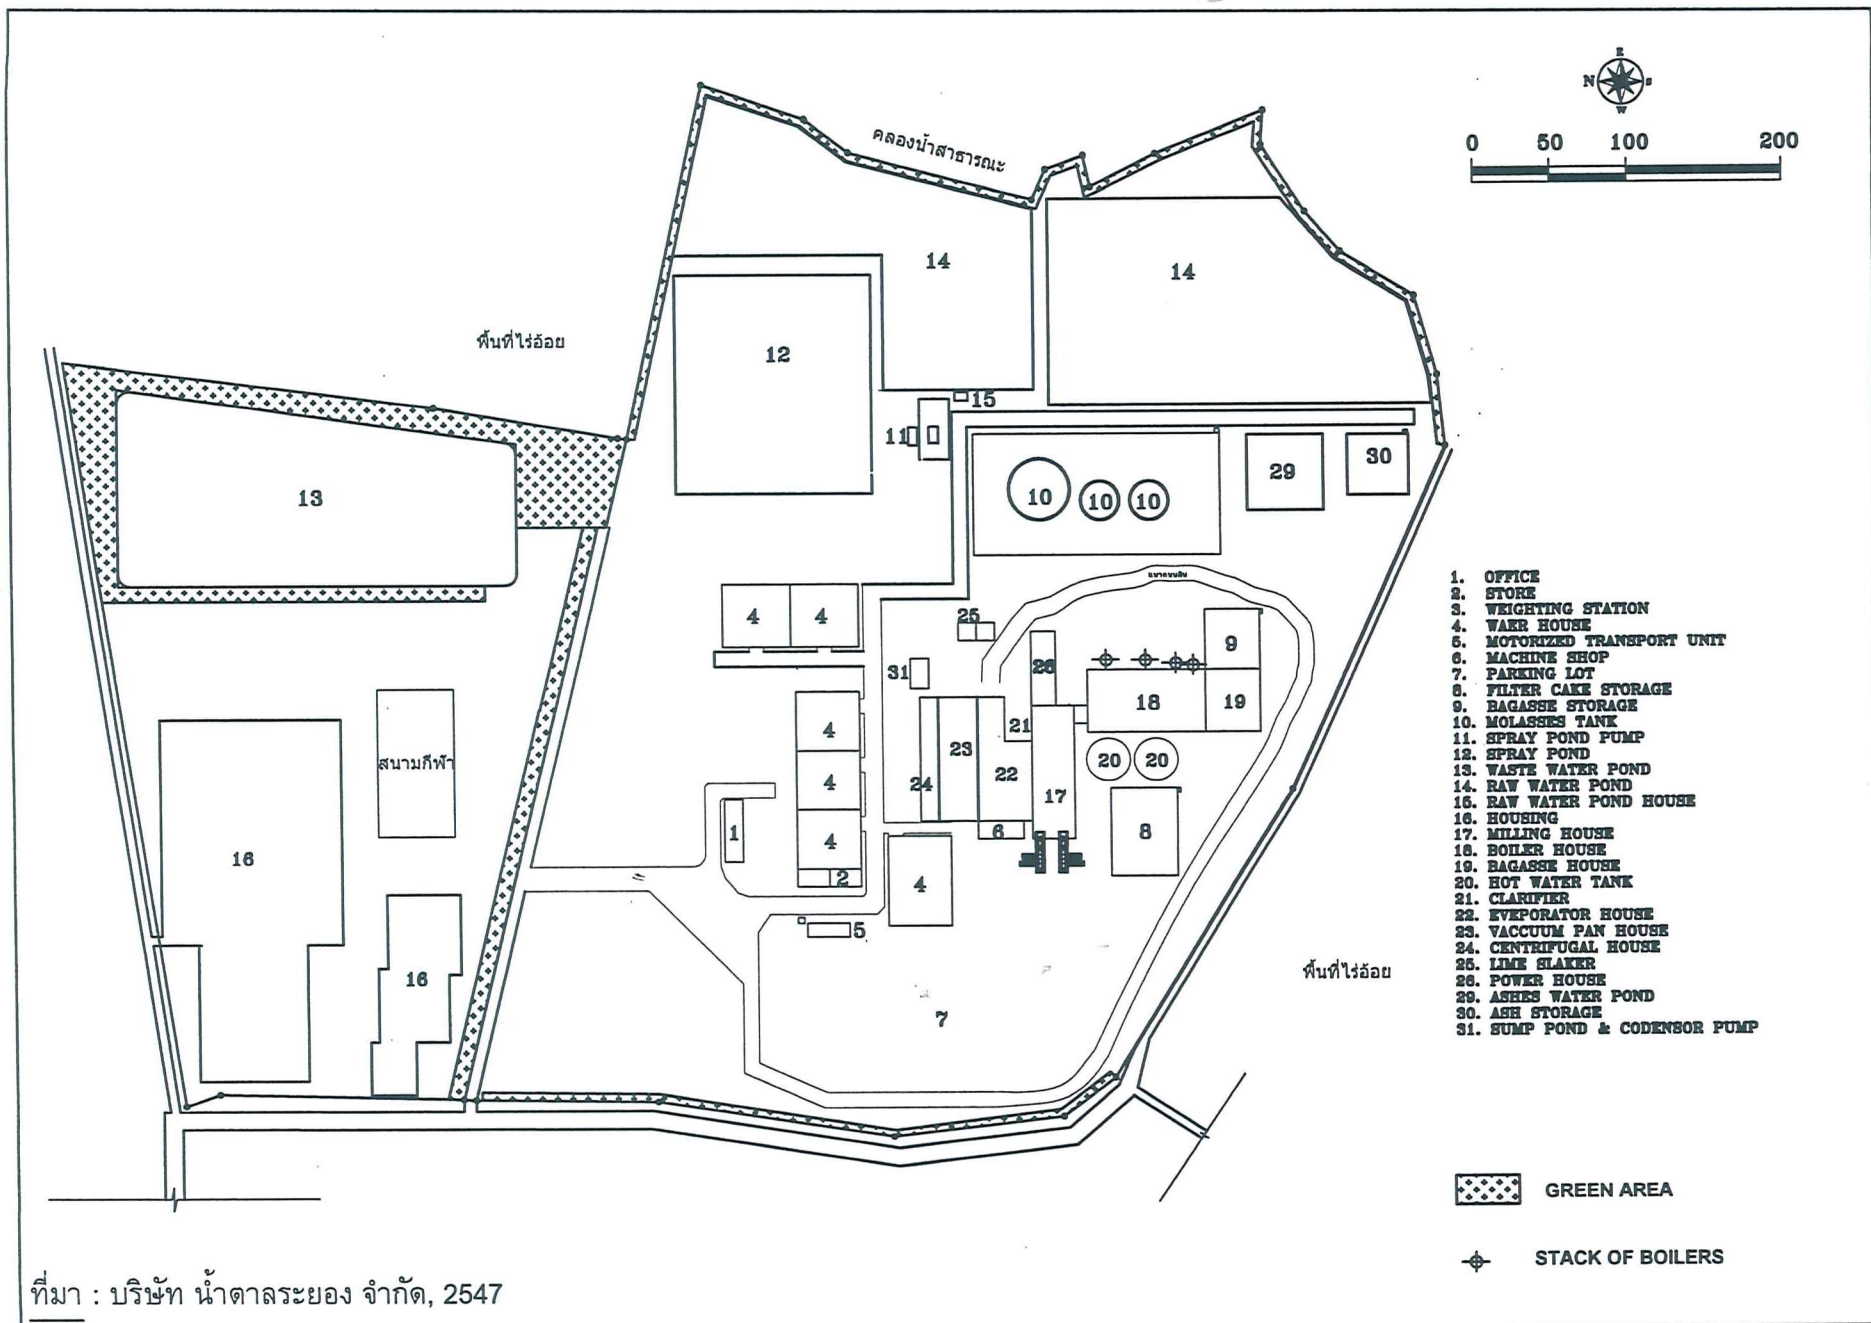 E
N S
W
0 50 100 200
คลองน้ำสาธารณะ
14
14
พื้นที่ไร่อ้อย
12
15
11
29
30
10
10
10
13
แนวถนนดิน
4
4
25
9
31
26
18
19
4
21
23
สนามกีฬา
20
20
22
4
24
17
1
6
8
4
16
2
4
5
พื้นที่ไร่อ้อย
16
7
1. OFFICE
2. STORE
3. WEIGHTING STATION
4. WAER HOUSE
5. MOTORIZED TRANSPORT UNIT
6. MACHINE SHOP
7. PARKING LOT
8. FILTER CAKE STORAGE
9. BAGASSE STORAGE
10. MOLASSES TANK
11. SPRAY POND PUMP
12. SPRAY POND
13. WASTE WATER POND
14. RAW WATER POND
15. RAW WATER POND HOUSE
16. HOUSING
17. MILLING HOUSE
18. BOILER HOUSE
19. BAGASSE HOUSE
20. HOT WATER TANK
21. CLARIFIER
22. EVEPORATOR HOUSE
23. VACCUUM PAN HOUSE
24. CENTRIFUGAL HOUSE
25. LIME SLAKER
26. POWER HOUSE
29. ASHES WATER POND
30. ASH STORAGE
31. SUMP POND & CODENSOR PUMP
GREEN AREA
STACK OF BOILERS
ที่มา : บริษัท น้ำตาลระยอง จำกัด, 2547